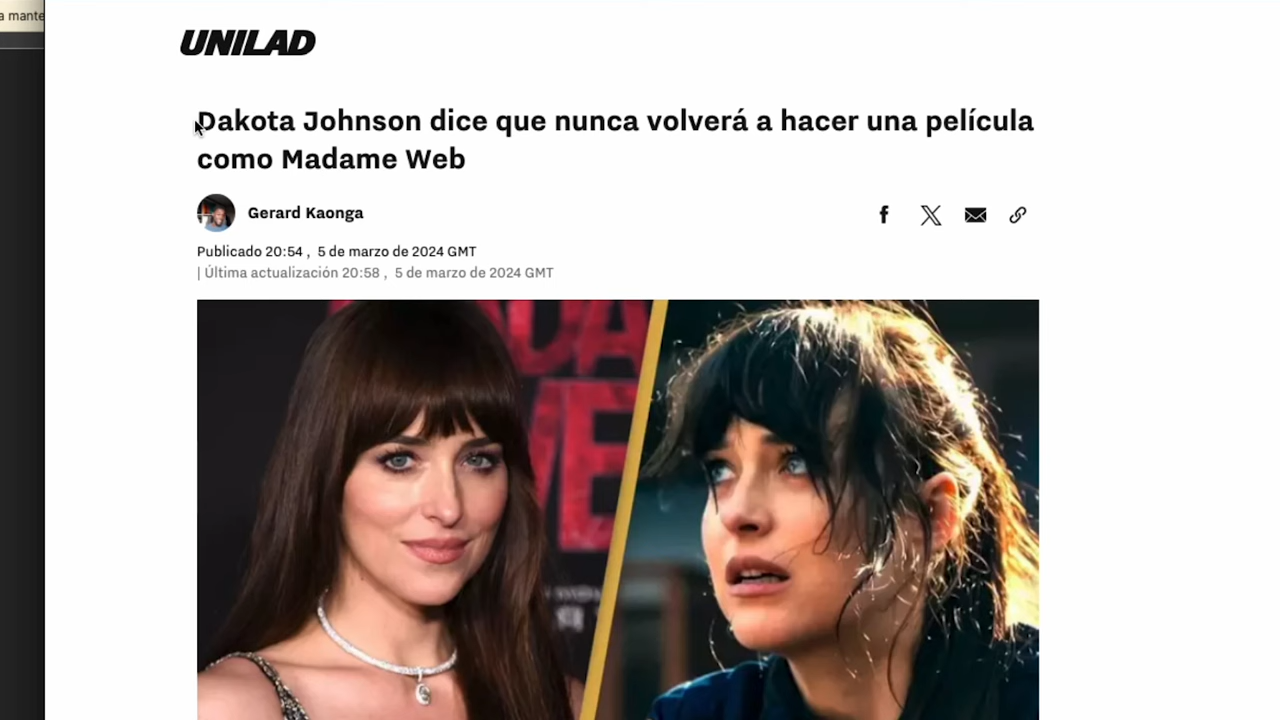 a mante
UNILAD
Dakota Johnson dice que nunca volverá a hacer una película
como Madame Web
Gerard Kaonga
Publicado 20:54 , 5 de marzo de 2024 GMT
| Última actualización 20:58 , 5 de marzo de 2024 GMT